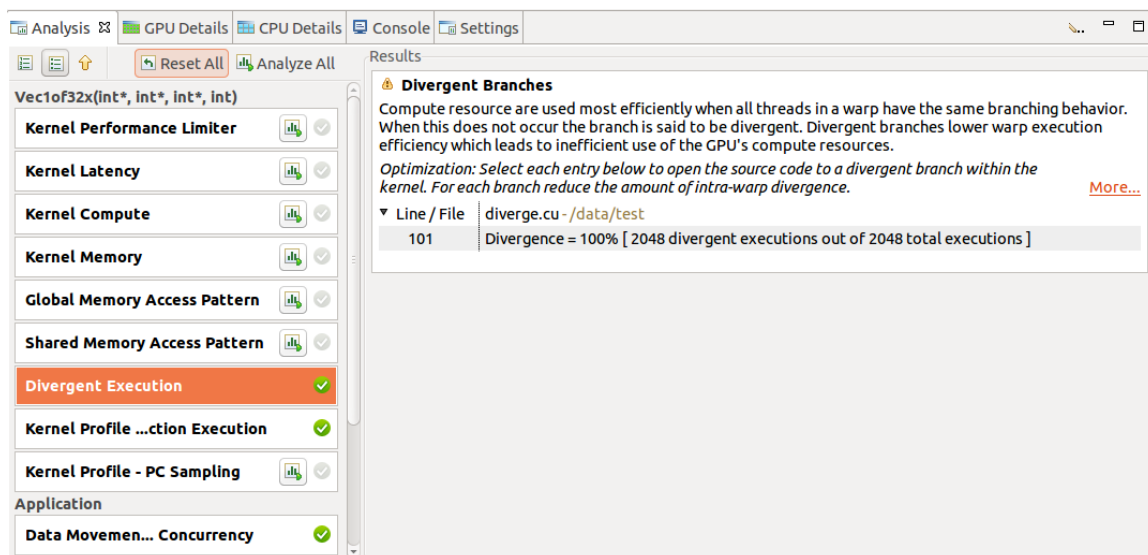 Analysis GPU Details CPU Details Console Settings
Reset All Analyze All
Vec1of32x(int*, int*, int*, int)
Kernel Performance Limiter
Kernel Latency
Kernel Compute
Kernel Memory
Global Memory Access Pattern
Shared Memory Access Pattern
Divergent Execution
Kernel Profile ...ction Execution
Kernel Profile - PC Sampling
Application
Data Movemen... Concurrency
Results
Divergent Branches
Compute resource are used most efficiently when all threads in a warp have the same branching behavior.
When this does not occur the branch is said to be divergent. Divergent branches lower warp execution
efficiency which leads to inefficient use of the GPU's compute resources.
Optimization: Select each entry below to open the source code to a divergent branch within the
kernel. For each branch reduce the amount of intra-warp divergence. More...
Line / File diverge.cu - /data/test
101 Divergence = 100% [ 2048 divergent executions out of 2048 total executions ]